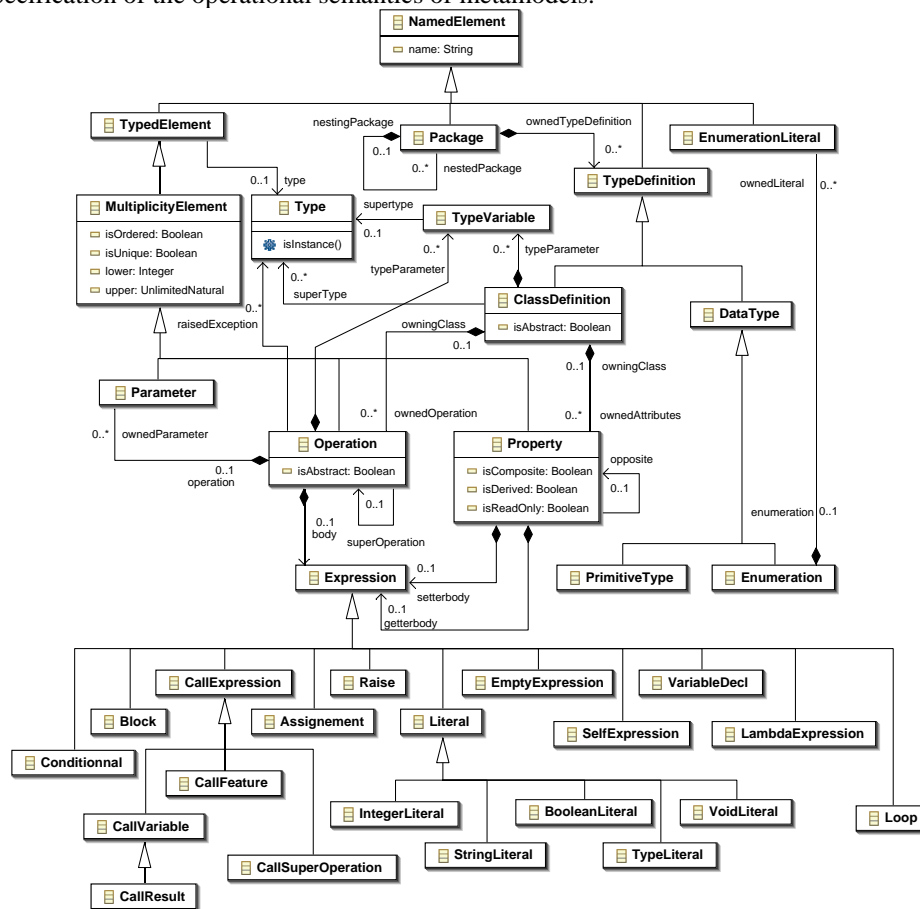 specification of the operational semantics of metamodels.
NamedElement
name: String
TypedElement
nestingPackage
Package
ownedTypeDefinition
EnumerationLiteral
0..1
0..*
nestedPackage
0..*
TypeDefinition
ownedLiteral
0..*
0..1
type
MultiplicityElement
isOrdered: Boolean
isUnique: Boolean
lower: Integer
upper: UnlimitedNatural
Type
isInstance()
supertype
0..1
TypeVariable
0..*
typeParameter
0..*
typeParameter
0..*
superType
0..*
raisedException
ClassDefinition
isAbstract: Boolean
DataType
owningClass
0..1
0..1
owningClass
Parameter
0..*
ownedParameter
0..*
ownedOperation
0..*
ownedAttributes
Operation
isAbstract: Boolean
Property
isComposite: Boolean
isDerived: Boolean
isReadOnly: Boolean
opposite
0..1
0..1
operation
0..1
body
0..1
superOperation
enumeration
0..1
Expression
0..1
setterbody
0..1
getterbody
PrimitiveType
Enumeration
CallExpression
Raise
EmptyExpression
VariableDecl
Block
Assignement
Literal
SelfExpression
LambdaExpression
Conditionnal
CallFeature
IntegerLiteral
BooleanLiteral
VoidLiteral
Loop
CallVariable
StringLiteral
TypeLiteral
CallSuperOperation
CallResult